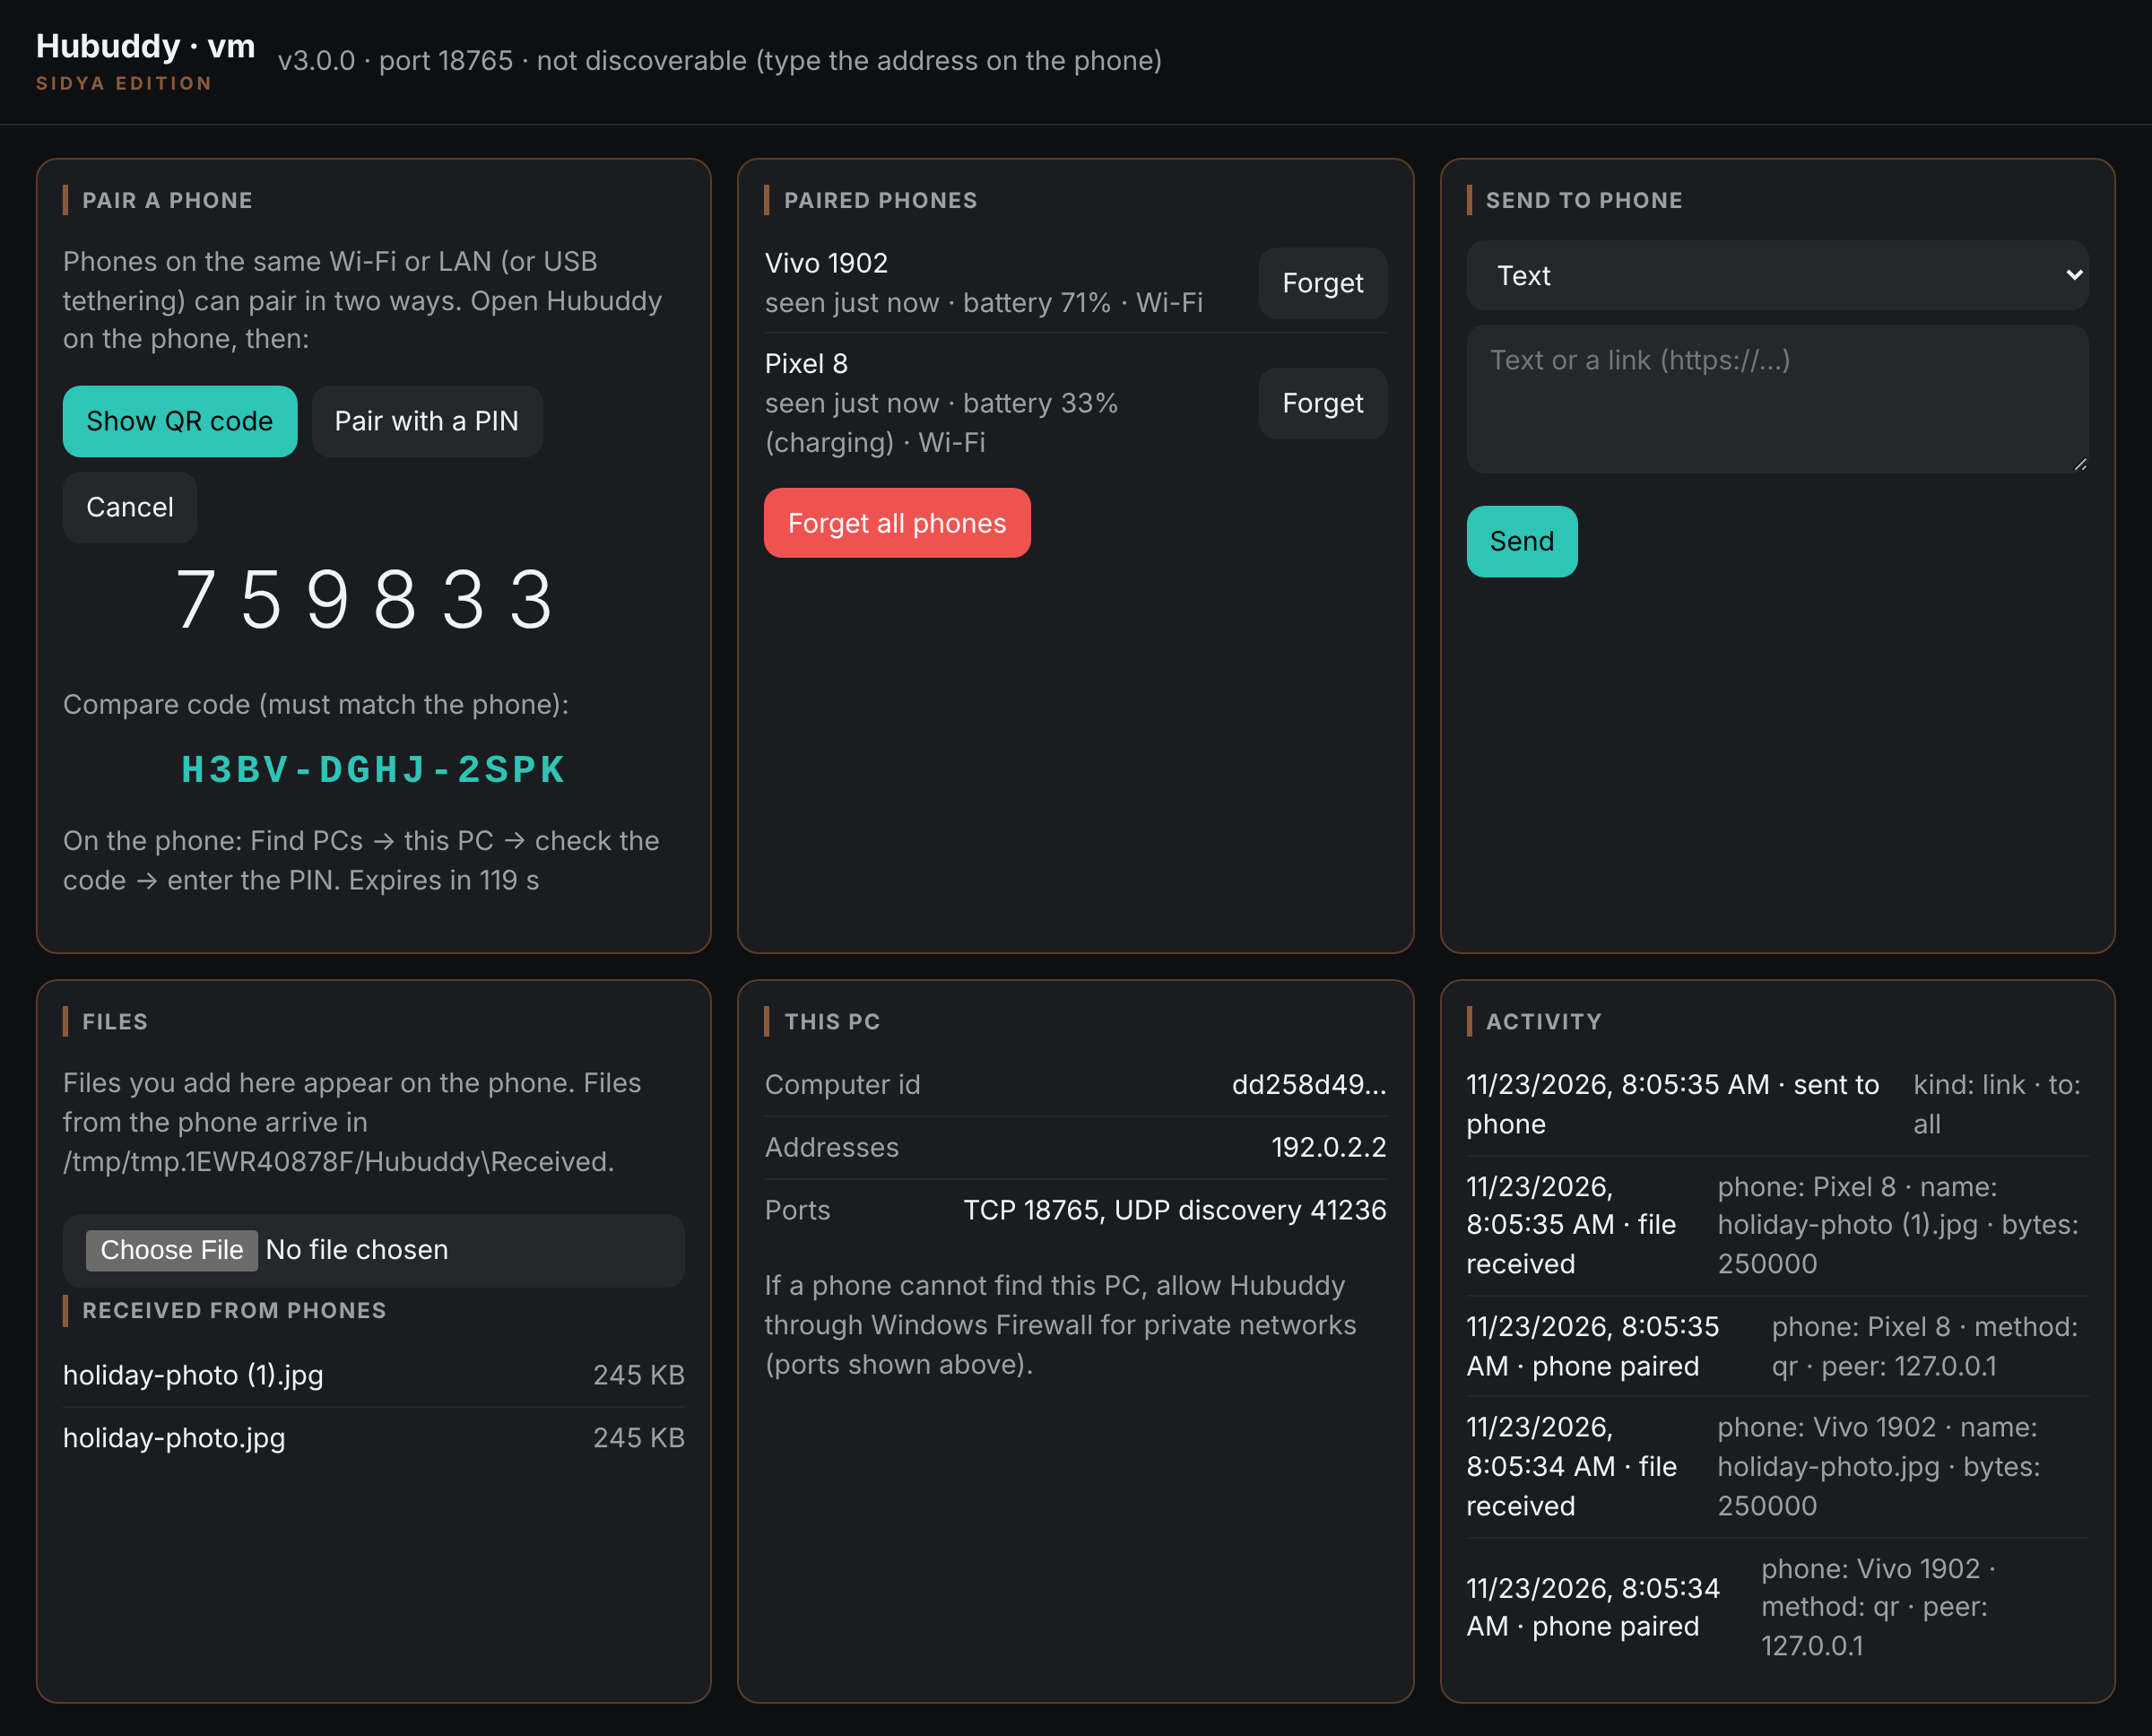 Hubuddy · vm
SIDYA EDITION
v3.0.0 · port 18765 · not discoverable (type the address on the phone)
PAIR A PHONE
Phones on the same Wi-Fi or LAN (or USB
tethering) can pair in two ways. Open Hubuddy
on the phone, then:
Show QR code
Pair with a PIN
Cancel
759833
Compare code (must match the phone):
H3BV-DGHJ-2SPK
On the phone: Find PCs → this PC → check the
code → enter the PIN. Expires in 119 s
PAIRED PHONES
Vivo 1902
seen just now · battery 71% · Wi-Fi
Forget
Pixel 8
seen just now · battery 33%
(charging) · Wi-Fi
Forget
Forget all phones
SEND TO PHONE
Text
Text or a link (https://...)
Send
FILES
Files you add here appear on the phone. Files
from the phone arrive in
/tmp/tmp.1EWR40878F/Hubuddy\Received.
Choose File No file chosen
RECEIVED FROM PHONES
holiday-photo (1).jpg 245 KB
holiday-photo.jpg 245 KB
THIS PC
Computer id dd258d49...
Addresses 192.0.2.2
Ports TCP 18765, UDP discovery 41236
If a phone cannot find this PC, allow Hubuddy
through Windows Firewall for private networks
(ports shown above).
ACTIVITY
11/23/2026, 8:05:35 AM · sent to
phone
kind: link · to:
all
11/23/2026,
8:05:35 AM · file
received
phone: Pixel 8 · name:
holiday-photo (1).jpg · bytes:
250000
11/23/2026, 8:05:35
AM · phone paired
phone: Pixel 8 · method:
qr · peer: 127.0.0.1
11/23/2026,
8:05:34 AM · file
received
phone: Vivo 1902 · name:
holiday-photo.jpg · bytes:
250000
11/23/2026, 8:05:34
AM · phone paired
phone: Vivo 1902 ·
method: qr · peer:
127.0.0.1